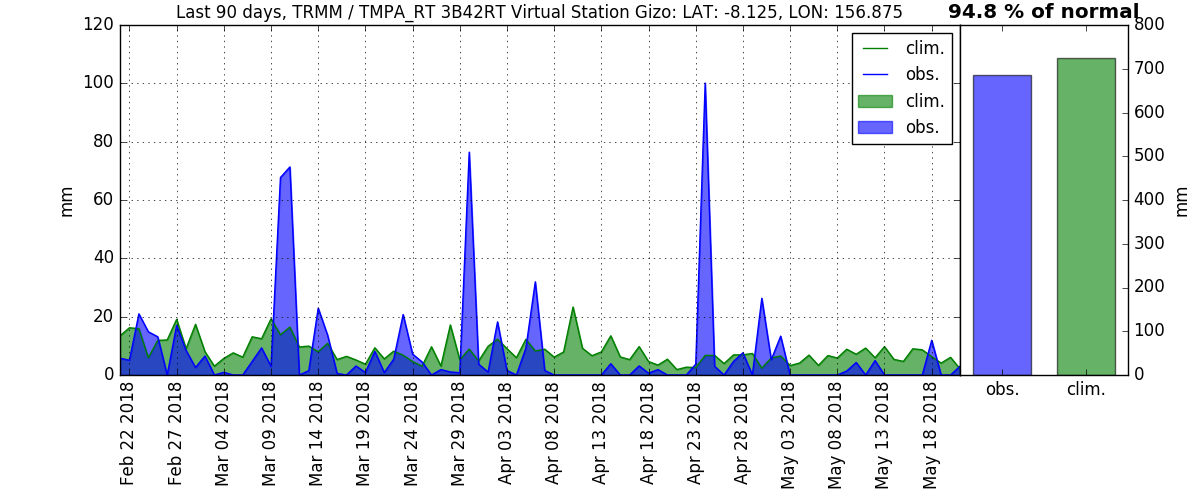 Last 90 days, TRMM / TMPA_RT 3B42RT Virtual Station Gizo: LAT: -8.125, LON: 156.875
94.8 % of normal
mm
120
100
80
60
40
20
0
clim.
obs.
clim.
obs.
800
700
600
500
400
300
200
100
0
mm
Feb 22 2018
Feb 27 2018
Mar 04 2018
Mar 09 2018
Mar 14 2018
Mar 19 2018
Mar 24 2018
Mar 29 2018
Apr 03 2018
Apr 08 2018
Apr 13 2018
Apr 18 2018
Apr 23 2018
Apr 28 2018
May 03 2018
May 08 2018
May 13 2018
May 18 2018
obs.
clim.